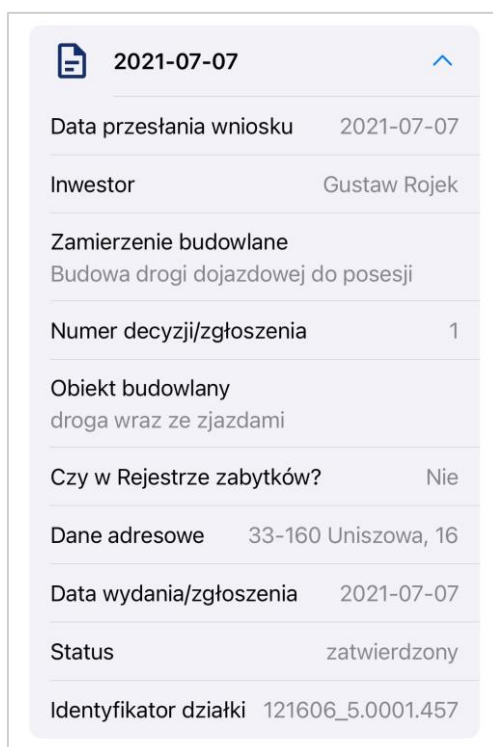 2021-07-07
Data przesłania wniosku 2021-07-07
Inwestor Gustaw Rojek
Zamierzenie budowlane
Budowa drogi dojazdowej do posesji
Numer decyzji/zgłoszenia 1
Obiekt budowlany
droga wraz ze zjazdami
Czy w Rejestrze zabytków? Nie
Dane adresowe 33-160 Uniszowa, 16
Data wydania/zgłoszenia 2021-07-07
Status zatwierdzony
Identyfikator działki 121606_5.0001.457